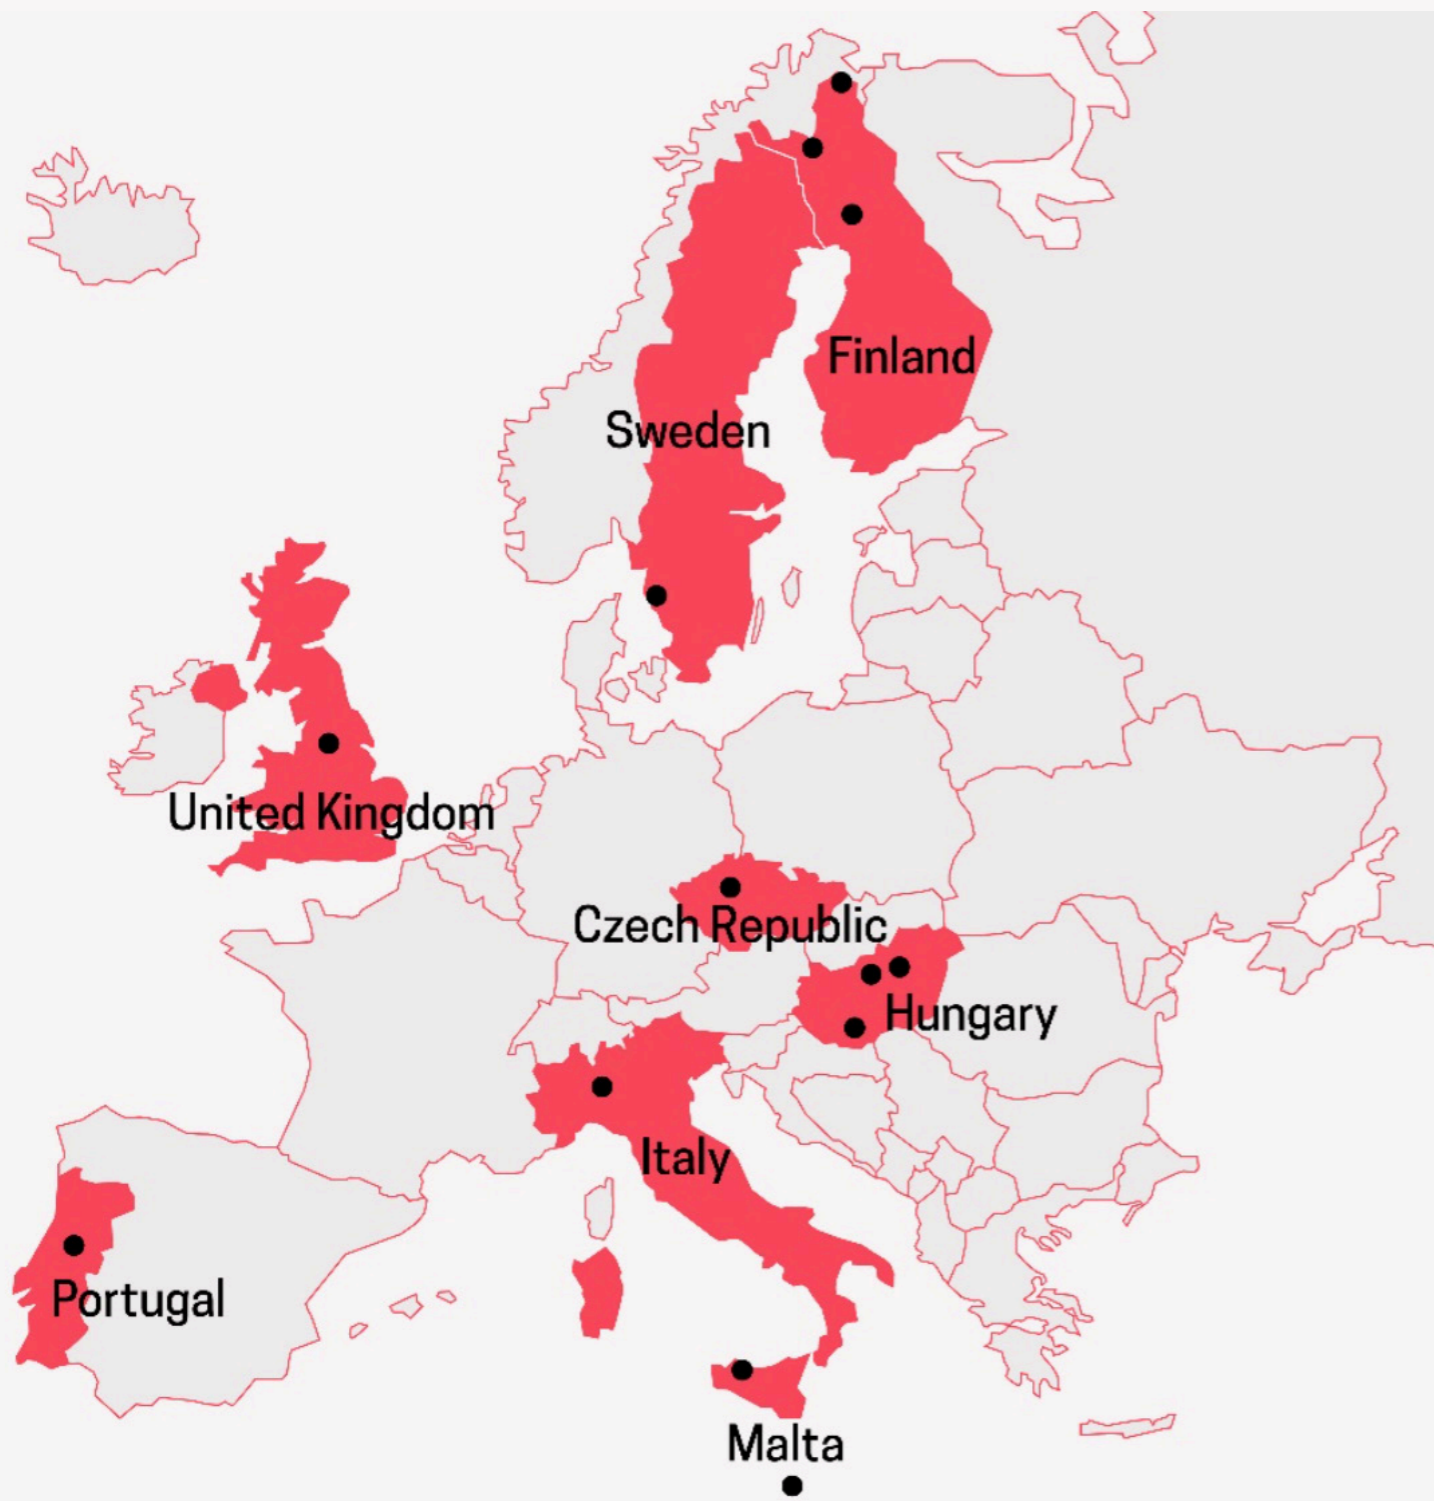 Finland
Sweden
United Kingdom
Czech Republic
Hungary
Italy
Portugal
Malta